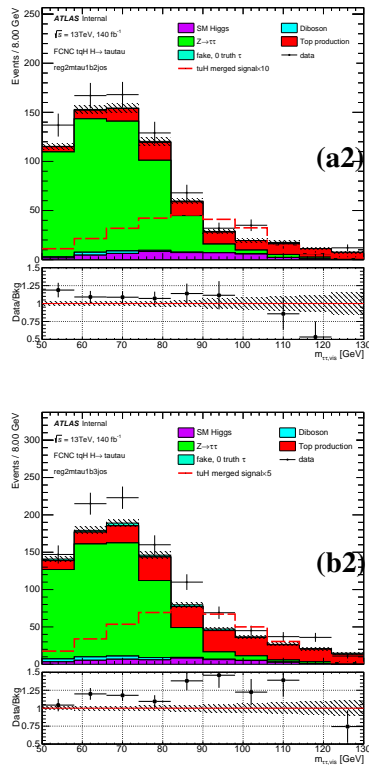 ATLAS Internal
√s = 13TeV, 140 fb⁻¹
FCNC tqH H→ tautau
reg2mtau1b2jos
SM Higgs
Diboson
Z→ττ
Top production
fake, 0 truth τ
data
tuH merged signal×10
Events / 8.00 GeV
250
200
150
100
50
0
(a2)
Data/Bkg
1.5
1.25
1
0.75
0.5
50 60 70 80 90 100 110 120 130
m_ττ,vis [GeV]
ATLAS Internal
√s = 13TeV, 140 fb⁻¹
FCNC tqH H→ tautau
reg2mtau1b3jos
SM Higgs
Diboson
Z→ττ
Top production
fake, 0 truth τ
data
tuH merged signal×5
Events / 8.00 GeV
300
250
200
150
100
50
0
(b2)
Data/Bkg
1.5
1.25
1
0.75
0.5
50 60 70 80 90 100 110 120 130
m_ττ,vis [GeV]